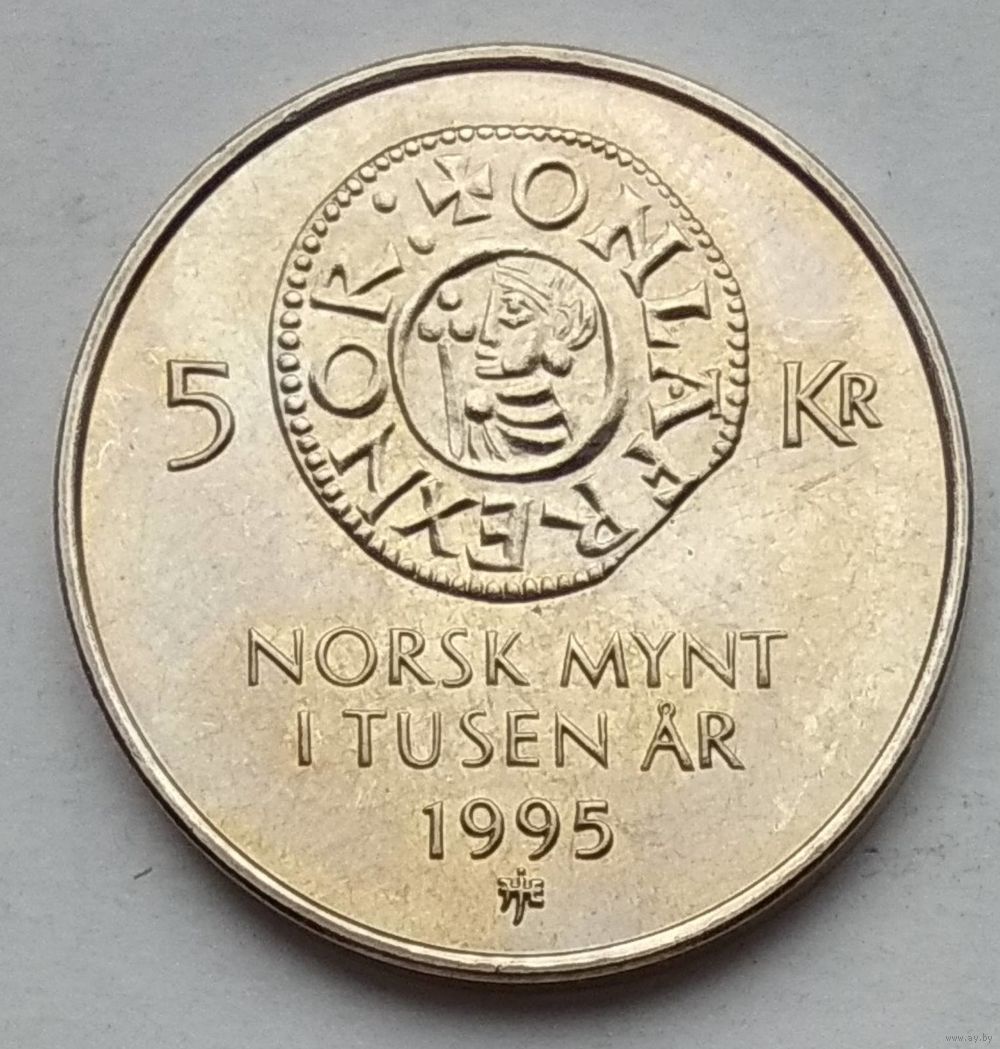 ONLAF REX NOR
5 KR
NORSK MYNT
I TUSEN ÅR
1995
www.ay.by